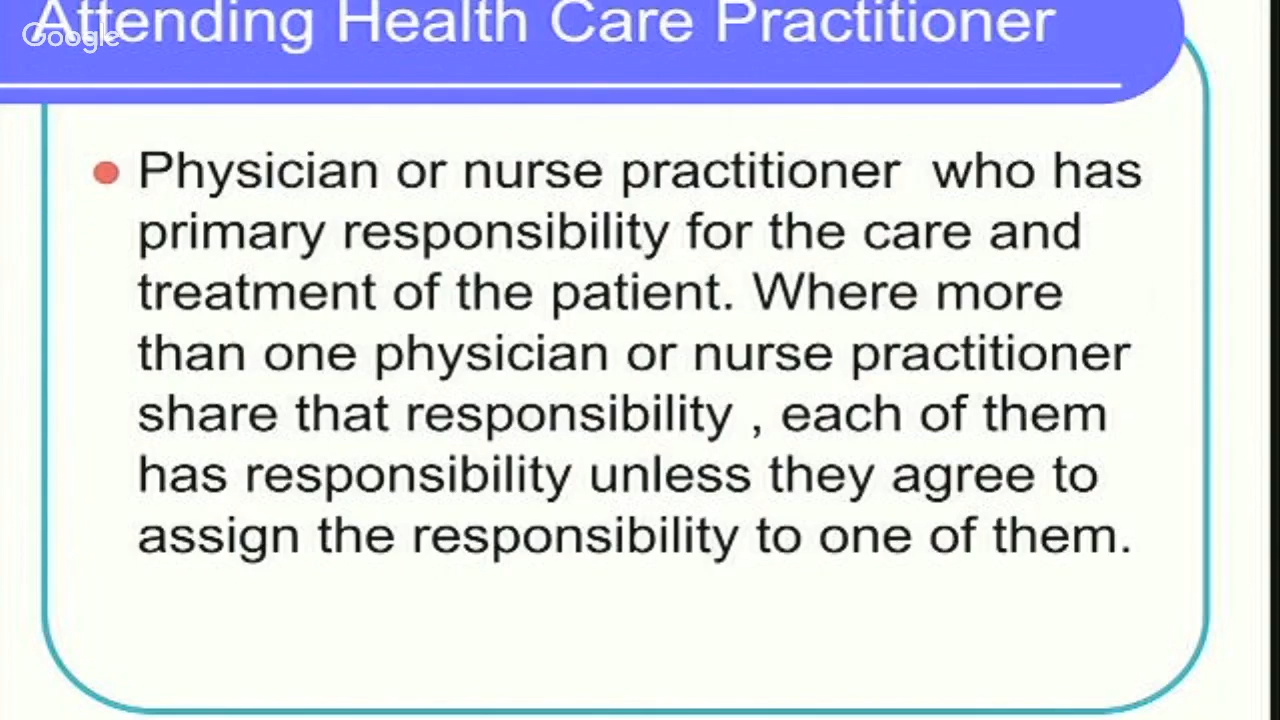 Attending Health Care Practitioner
Google
Physician or nurse practitioner who has
primary responsibility for the care and
treatment of the patient. Where more
than one physician or nurse practitioner
share that responsibility , each of them
has responsibility unless they agree to
assign the responsibility to one of them.